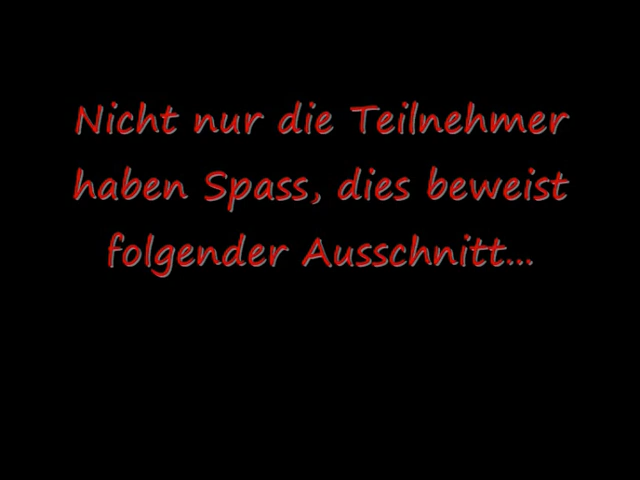 Nicht nur die Teilnehmer
haben Spass, dies beweist
folgender Ausschnitt...